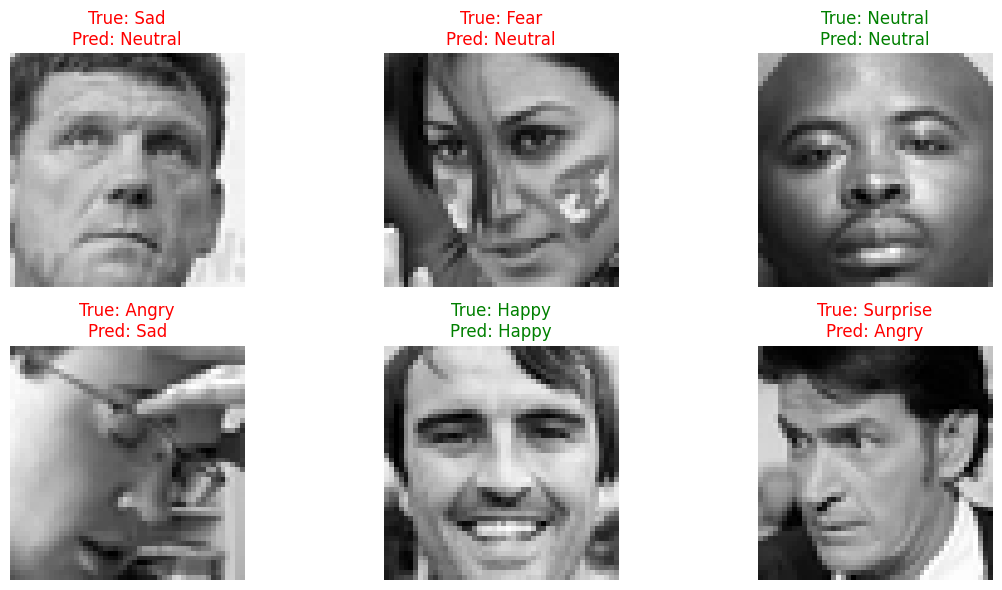 True: Sad
Pred: Neutral
True: Fear
Pred: Neutral
True: Neutral
Pred: Neutral
True: Angry
Pred: Sad
True: Happy
Pred: Happy
True: Surprise
Pred: Angry